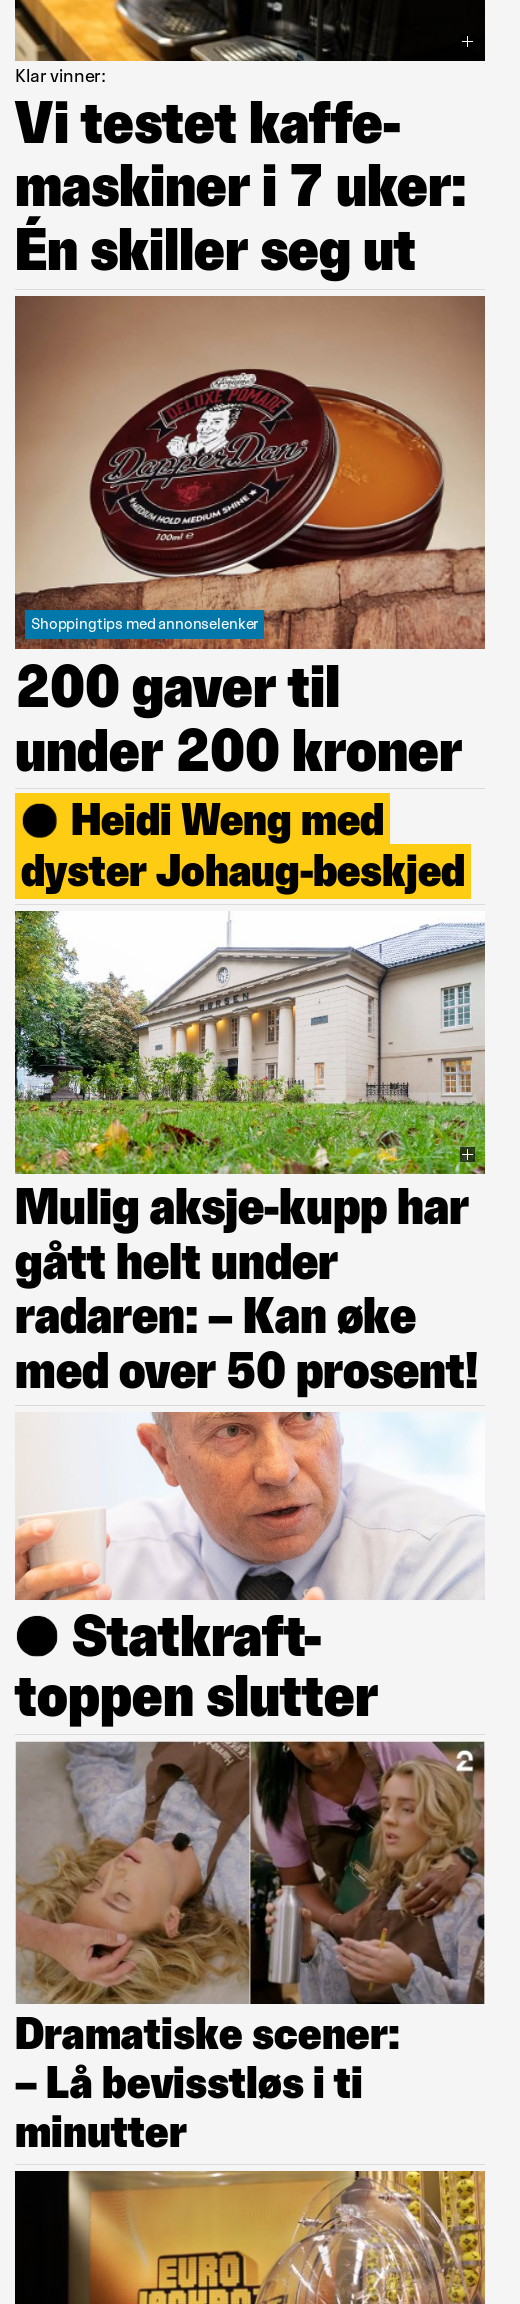 Klar vinner:
Vi testet kaffe-
maskiner i 7 uker:
Én skiller seg ut
DELUXE POMADE
Dapper Dan
MEDIUM HOLD MEDIUM SHINE
100ml e
Shoppingtips med annonselenker
200 gaver til
under 200 kroner
● Heidi Weng med
dyster Johaug-beskjed
BØRSEN
Mulig aksje-kupp har
gått helt under
radaren: – Kan øke
med over 50 prosent!
● Statkraft-
toppen slutter
2
Dramatiske scener:
– Lå bevisstløs i ti
minutter
EURO